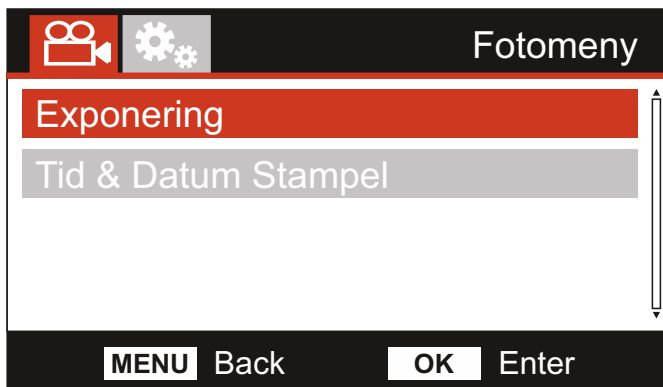 Fotomeny
Exponering
Tid & Datum Stampel
MENU Back OK Enter